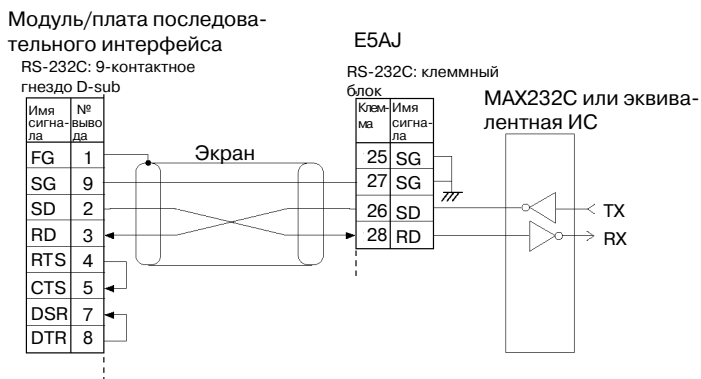 Модуль/плата последова-
тельного интерфейса
RS-232C: 9-контактное
гнездо D-sub
Имя
сигна-
ла
№
выво
да
FG 1
SG 9
SD 2
RD 3
RTS 4
CTS 5
DSR 7
DTR 8
Экран
E5AJ
RS-232C: клеммный
блок
Клем-
ма
Имя
сигна-
ла
25 SG
27 SG
26 SD
28 RD
MAX232C или эквива-
лентная ИС
TX
RX